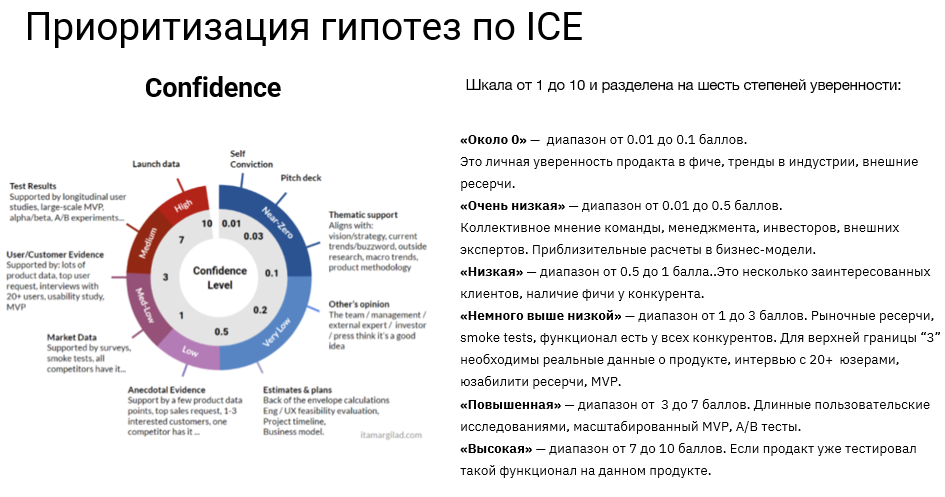 Приоритизация гипотез по ICE
Confidence
Launch data
Self
Conviction
Pitch deck
Test Results
Supported by longitudinal user
studies, large-scale MVP,
alpha/beta, A/B experiments...
Thematic support
Aligns with:
vision/strategy, current
trends/buzzword, outside
research, macro trends,
product methodology
User/Customer Evidence
Supported by: lots of
product data, top user
request, interviews with
20+ users, usability study,
MVP
Other's opinion
The team / management /
external expert / investor
/ press think it's a good
idea
Market Data
Supported by surveys,
smoke tests, all
competitors have it...
Anecdotal Evidence
Support by a few product data
points, top sales request, 1-3
interested customers, one
competitor has it ...
Estimates & plans
Back of the envelope calculations
Eng / UX feasibility evaluation,
Project timeline,
Business model.
High
Medium
Med-Low
Low
Very Low
Near-Zero
10
0.01
0.03
7
0.1
3
0.2
1
0.5
Confidence
Level
itamargilad.com
Шкала от 1 до 10 и разделена на шесть степеней уверенности:
«Около 0» — диапазон от 0.01 до 0.1 баллов.
Это личная уверенность продакта в фиче, тренды в индустрии, внешние
ресерчи.
«Очень низкая» — диапазон от 0.01 до 0.5 баллов.
Коллективное мнение команды, менеджмента, инвесторов, внешних
экспертов. Приблизительные расчеты в бизнес-модели.
«Низкая» — диапазон от 0.5 до 1 балла..Это несколько заинтересованных
клиентов, наличие фичи у конкурента.
«Немного выше низкой» — диапазон от 1 до 3 баллов. Рыночные ресерчи,
smoke tests, функционал есть у всех конкурентов. Для верхней границы “3”
необходимы реальные данные о продукте, интервью с 20+ юзерами,
юзабилити ресерчи, MVP.
«Повышенная» — диапазон от 3 до 7 баллов. Длинные пользовательские
исследованиями, масштабированный MVP, A/B тесты.
«Высокая» — диапазон от 7 до 10 баллов. Если продакт уже тестировал
такой функционал на данном продукте.